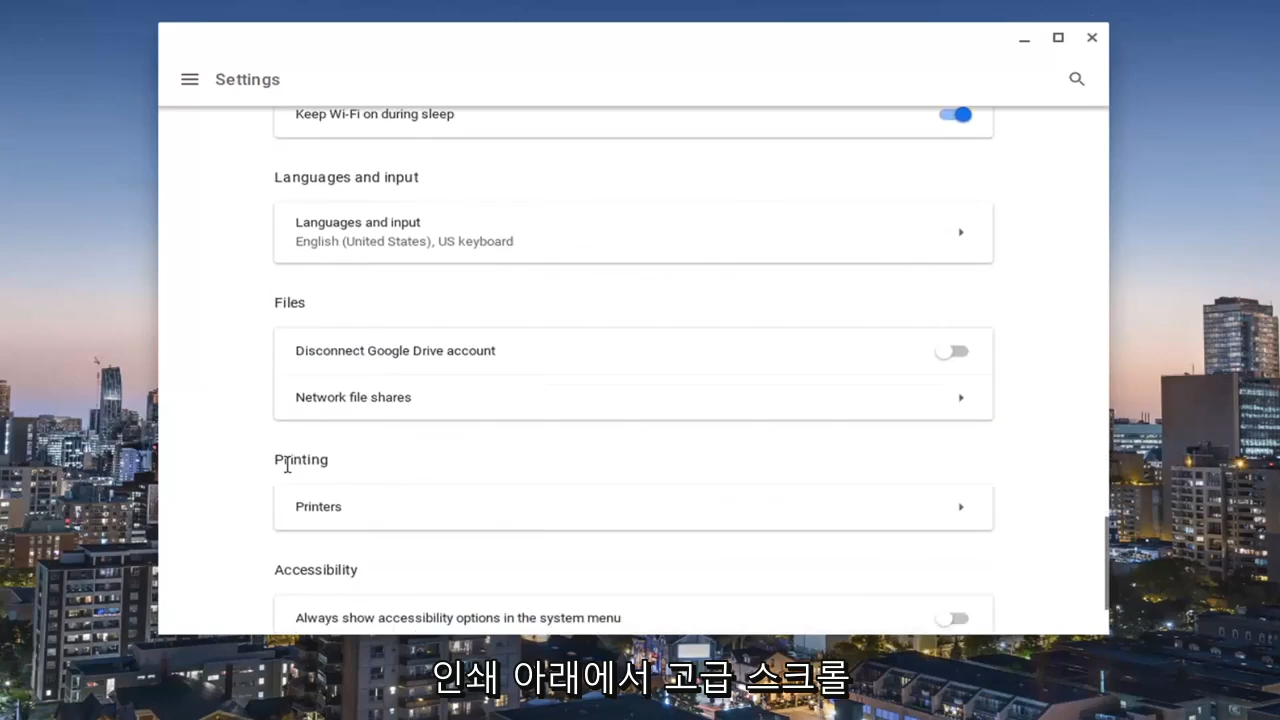 Settings
Keep Wi-Fi on during sleep
Languages and input
Languages and input
English (United States), US keyboard
Files
Disconnect Google Drive account
Network file shares
Printing
Printers
Accessibility
Always show accessibility options in the system menu
인쇄 아래에서 고급 스크롤